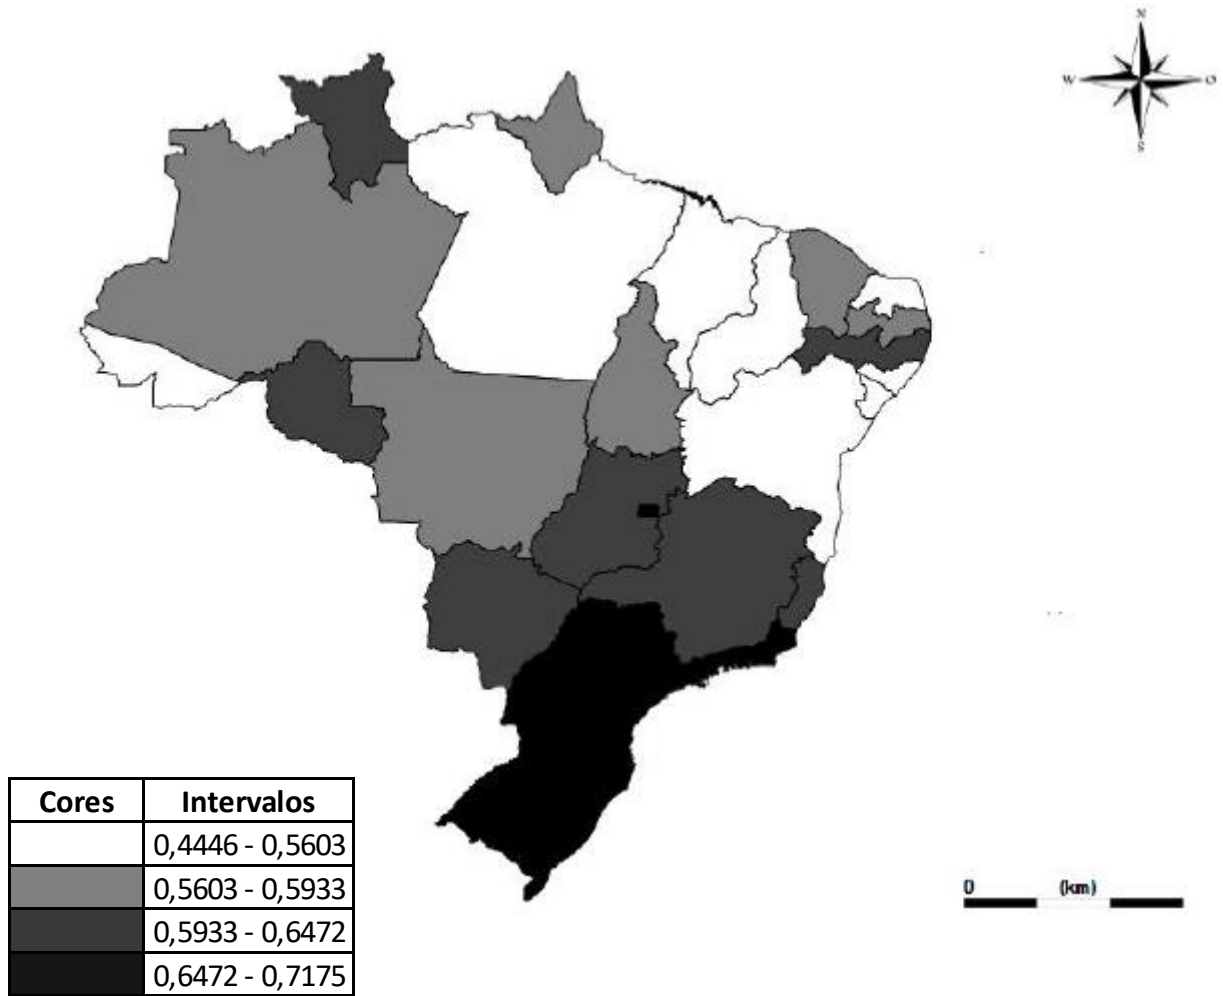 N
W O
S
Cores Intervalos
0,4446 - 0,5603
0,5603 - 0,5933
0,5933 - 0,6472
0,6472 - 0,7175
0 (km)